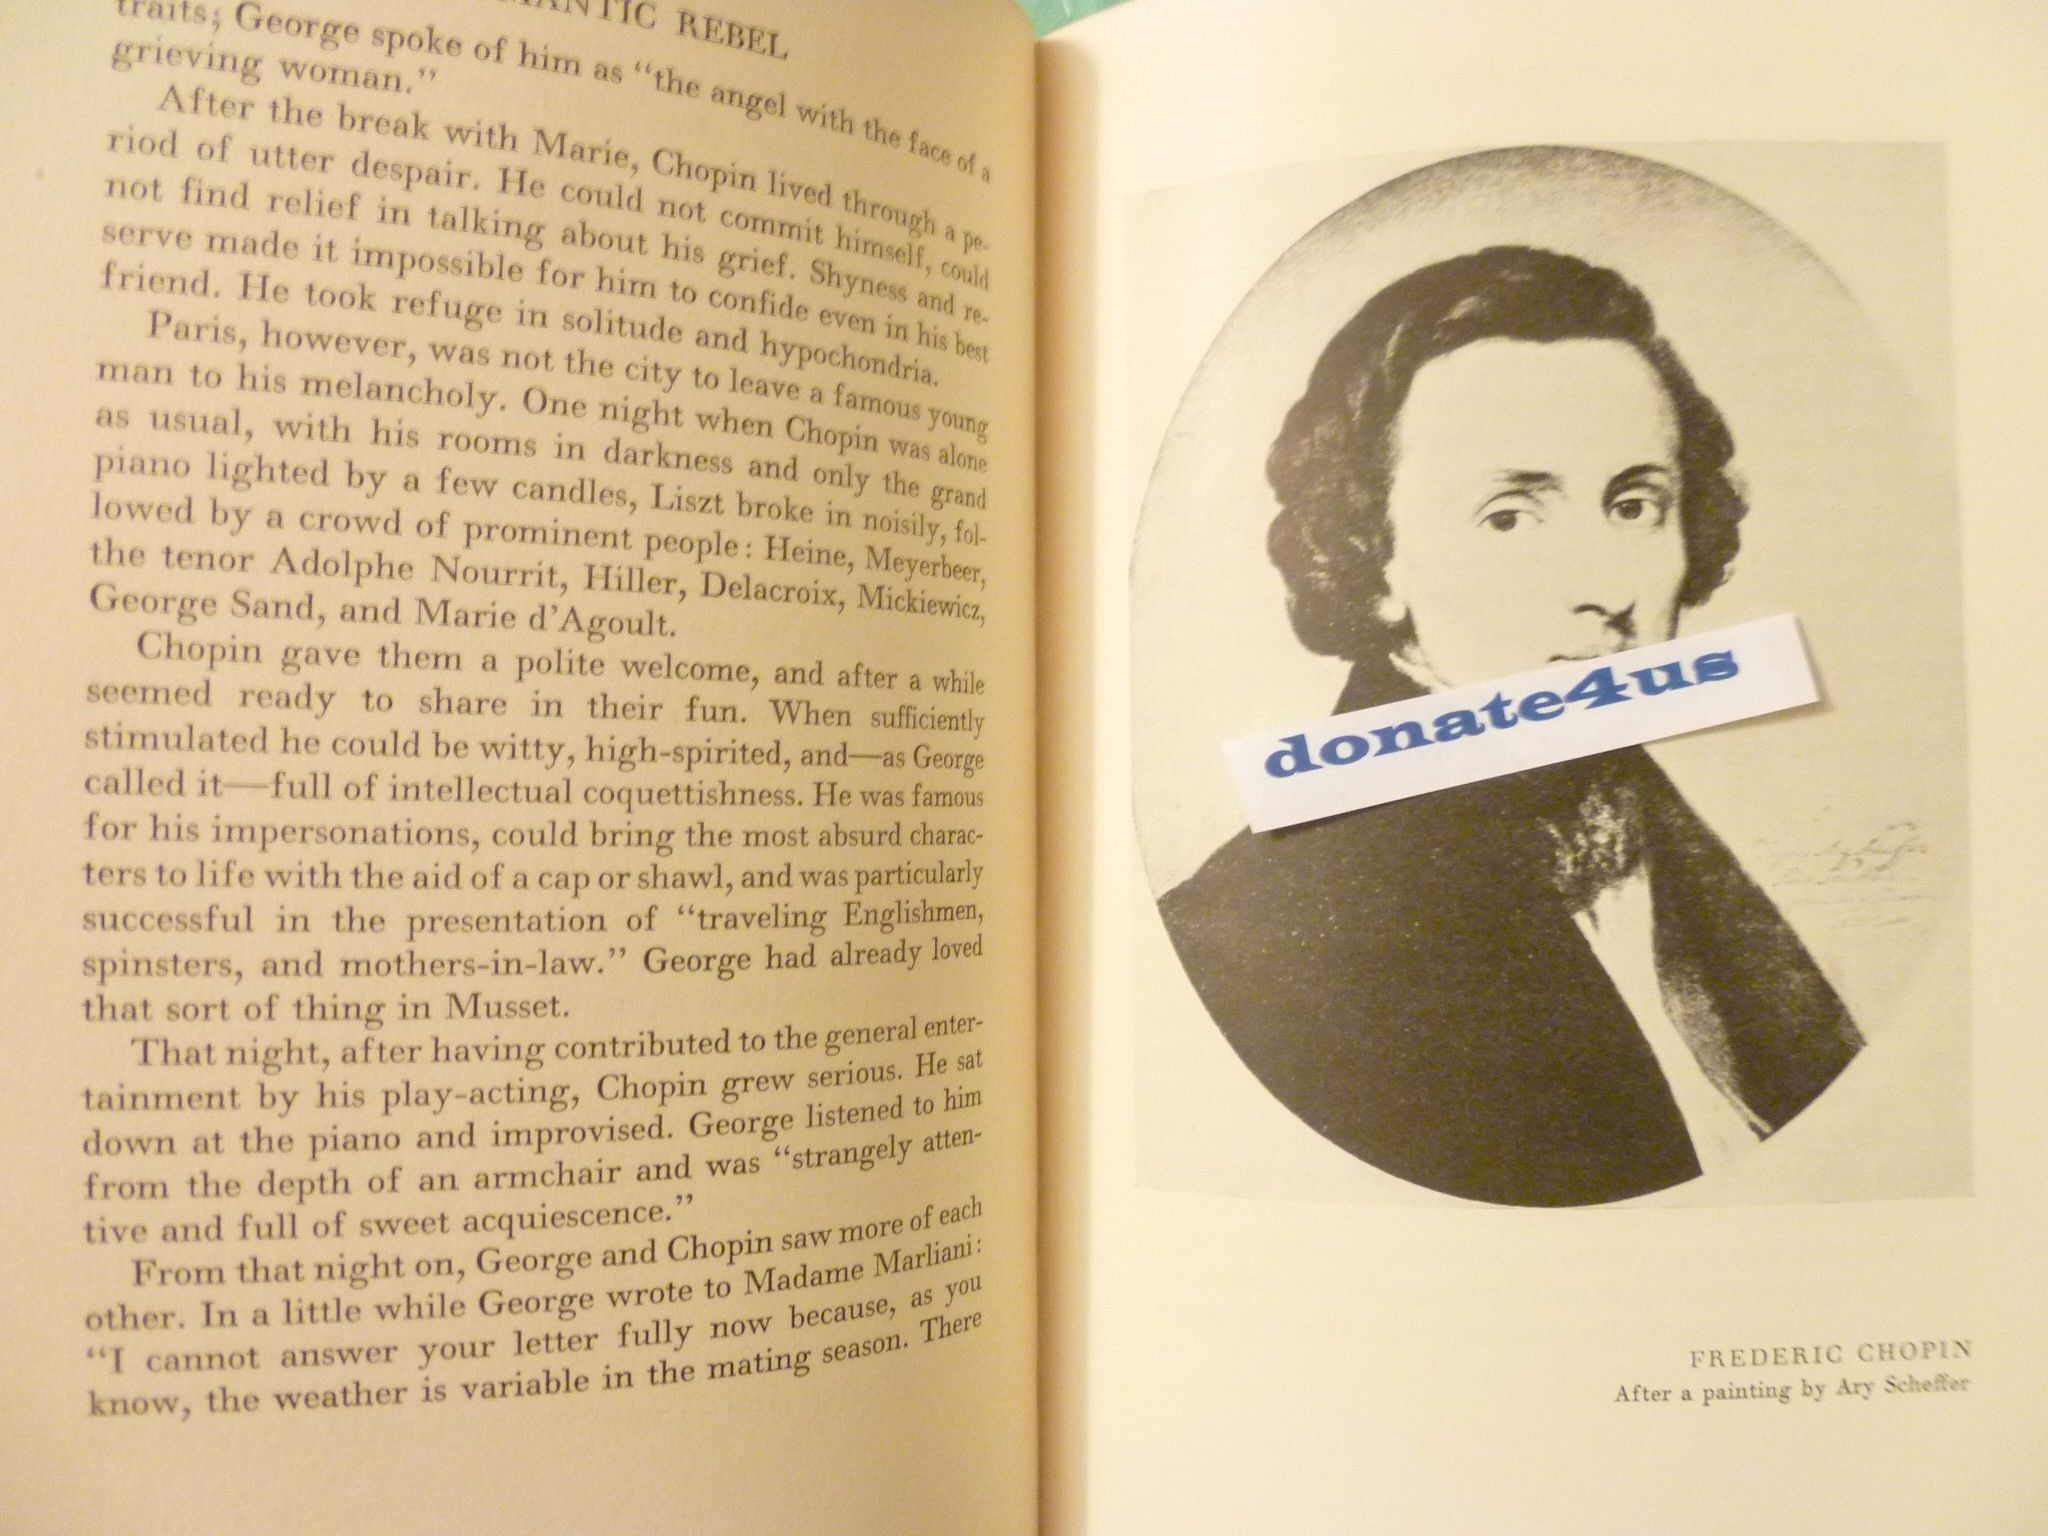 MANTIC REBEL
traits; George spoke of him as "the angel with the face of a
grieving woman."
After the break with Marie, Chopin lived through a pe-
riod of utter despair. He could not commit himself, could
not find relief in talking about his grief. Shyness and re-
serve made it impossible for him to confide even in his best
friend. He took refuge in solitude and hypochondria.
Paris, however, was not the city to leave a famous young
man to his melancholy. One night when Chopin was alone
as usual, with his rooms in darkness and only the grand
piano lighted by a few candles, Liszt broke in noisily, fol-
lowed by a crowd of prominent people: Heine, Meyerbeer,
the tenor Adolphe Nourrit, Hiller, Delacroix, Mickiewicz,
George Sand, and Marie d'Agoult.
Chopin gave them a polite welcome, and after a while
seemed ready to share in their fun. When sufficiently
stimulated he could be witty, high-spirited, and—as George
called it—full of intellectual coquettishness. He was famous
for his impersonations, could bring the most absurd charac-
ters to life with the aid of a cap or shawl, and was particularly
successful in the presentation of "traveling Englishmen,
spinsters, and mothers-in-law." George had already loved
that sort of thing in Musset.
That night, after having contributed to the general enter-
tainment by his play-acting, Chopin grew serious. He sat
down at the piano and improvised. George listened to him
from the depth of an armchair and was "strangely atten-
tive and full of sweet acquiescence."
From that night on, George and Chopin saw more of each
other. In a little while George wrote to Madame Marliani:
"I cannot answer your letter fully now because, as you
know, the weather is variable in the mating season. There
donate4us
FREDERIC CHOPIN
After a painting by Ary Scheffer